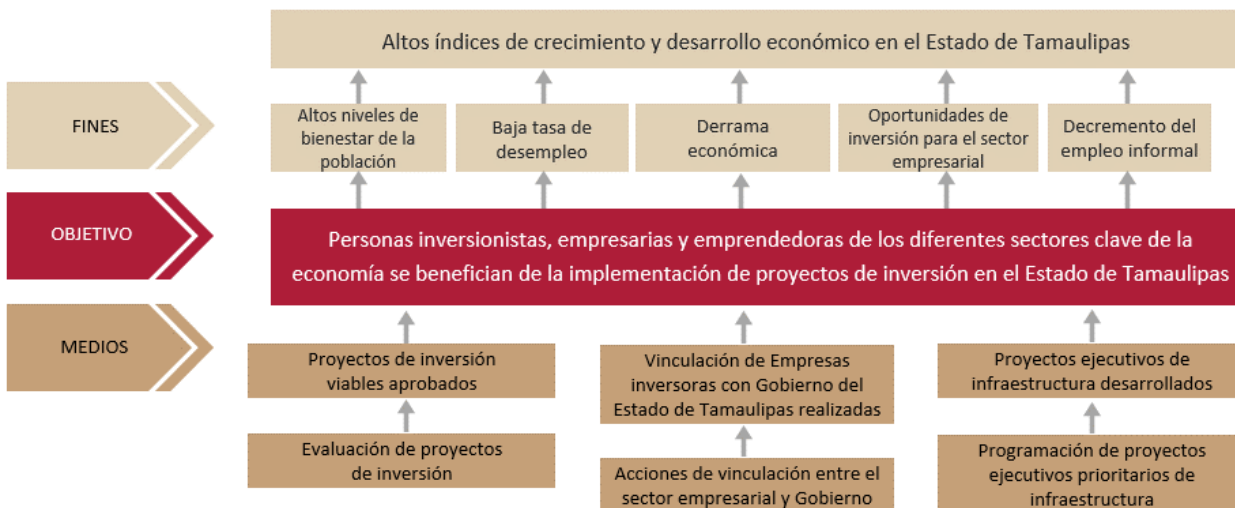 Altos índices de crecimiento y desarrollo económico en el Estado de Tamaulipas
FINES
Altos niveles de
bienestar de la
población
Baja tasa de
desempleo
Derrama
económica
Oportunidades de
inversión para el sector
empresarial
Decremento del
empleo informal
OBJETIVO
Personas inversionistas, empresarias y emprendedoras de los diferentes sectores clave de la
economía se benefician de la implementación de proyectos de inversión en el Estado de Tamaulipas
MEDIOS
Proyectos de inversión
viables aprobados
Vinculación de Empresas
inversoras con Gobierno del
Estado de Tamaulipas realizadas
Proyectos ejecutivos de
infraestructura desarrollados
Evaluación de proyectos
de inversión
Acciones de vinculación entre el
sector empresarial y Gobierno
Programación de proyectos
ejecutivos prioritarios de
infraestructura